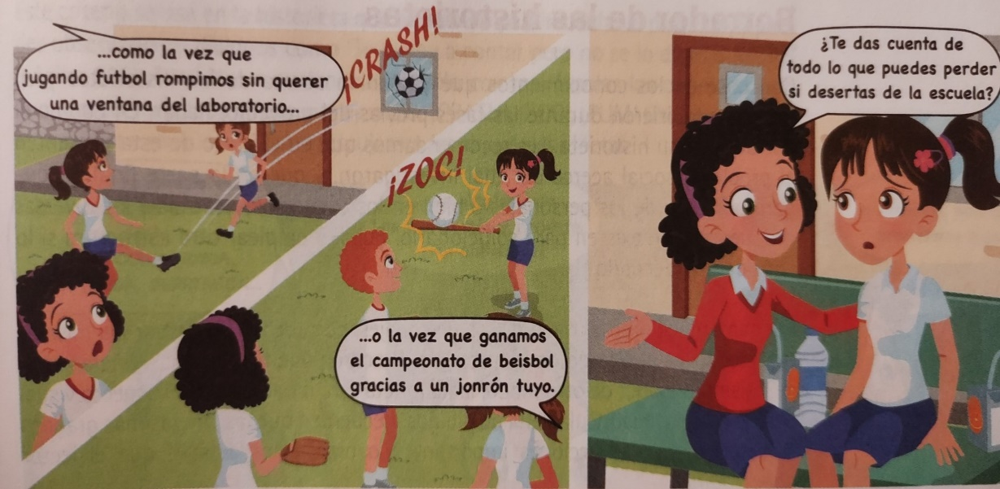 ...como la vez que
jugando futbol rompimos sin querer
una ventana del laboratorio...
¡CRASH!
¡ZOC!
...o la vez que ganamos
el campeonato de beisbol
gracias a un jonrón tuyo.
¿Te das cuenta de
todo lo que puedes perder
si desertas de la escuela?